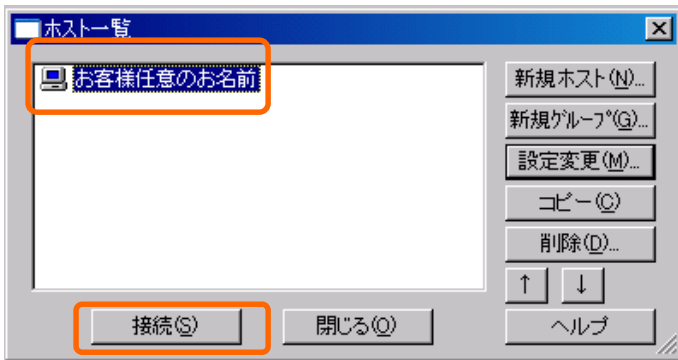 ホスト一覧
お客様任意のお名前
新規ホスト(N)...
新規グループ(G)...
設定変更(M)...
コピー(C)
削除(D)...
↑ ↓
接続(S) 閉じる(O) ヘルプ